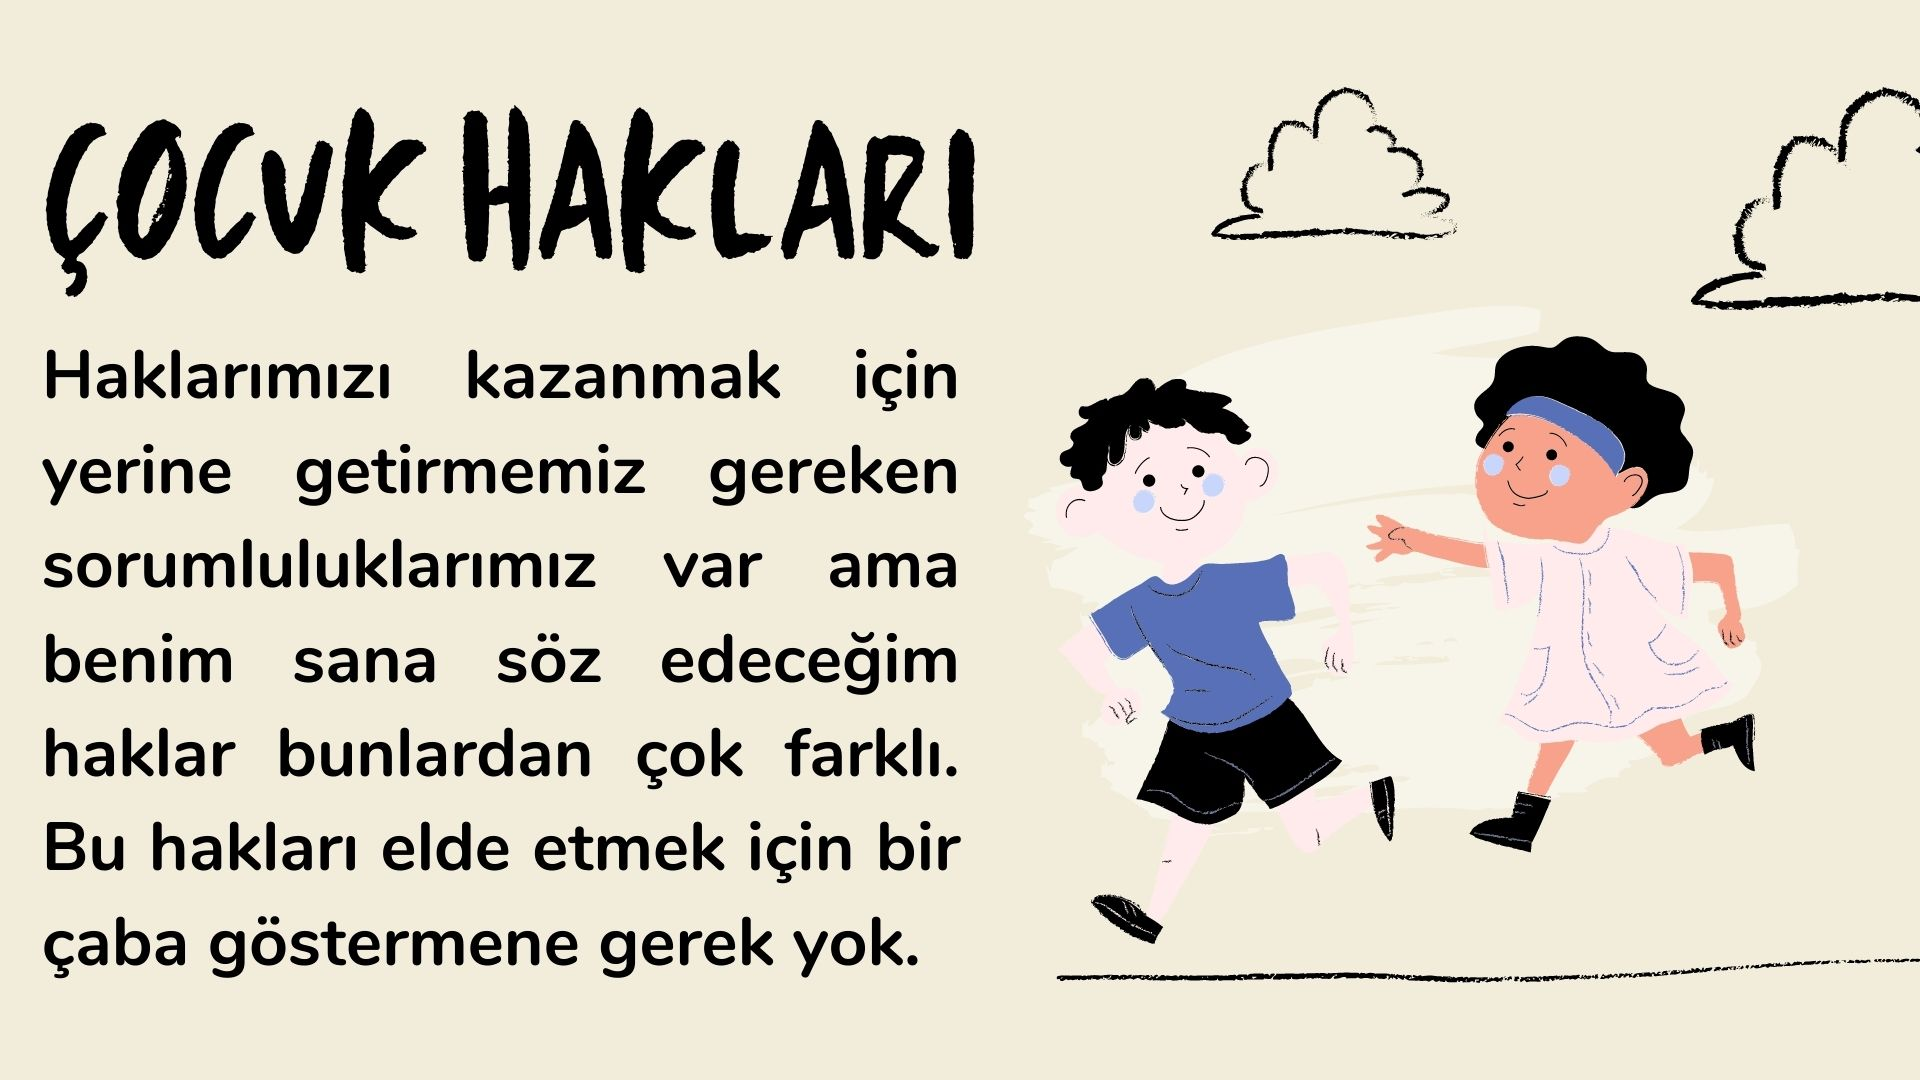 ÇOCUK HAKLARI
Haklarımızı kazanmak için
yerine getirmemiz gereken
sorumluluklarımız var ama
benim sana söz edeceğim
haklar bunlardan çok farklı.
Bu hakları elde etmek için bir
çaba göstermene gerek yok.